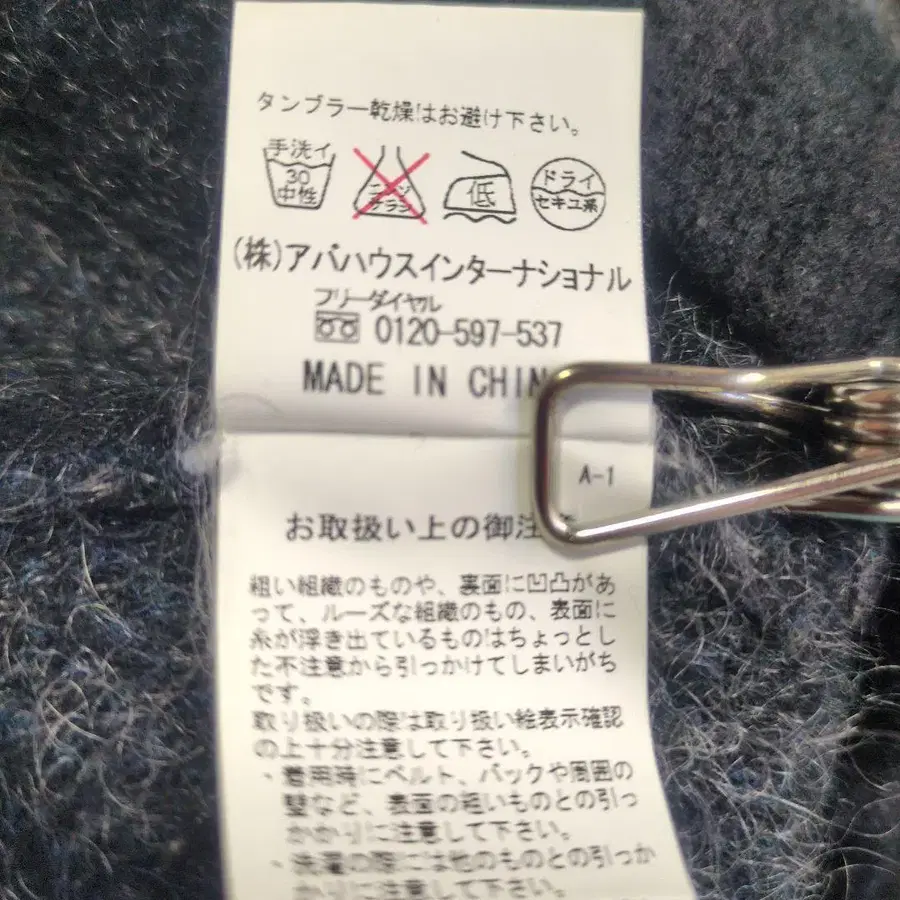 タンブラー乾燥はお避け下さい。
手洗イ
30
中性
エンソ
サラシ
低
ドライ
セキユ系
(株)アバハウスインターナショナル
フリーダイヤル
0120-597-537
MADE IN CHIN
A-1
お取扱い上の御注
粗い組織のものや、裏面に凹凸があ
って、ルーズな組織のもの、表面に
糸が浮き出ているものはちょっとし
た不注意から引っかけてしまいがち
です。
取り扱いの際は取り扱い絵表示確認
の上十分注意して下さい。
・着用時にベルト、バックや周囲の
壁など、表面の粗いものとの引っ
かかりに注意して下さい。
・洗濯の際には他のものとの引っか
かりに注意して下さい。